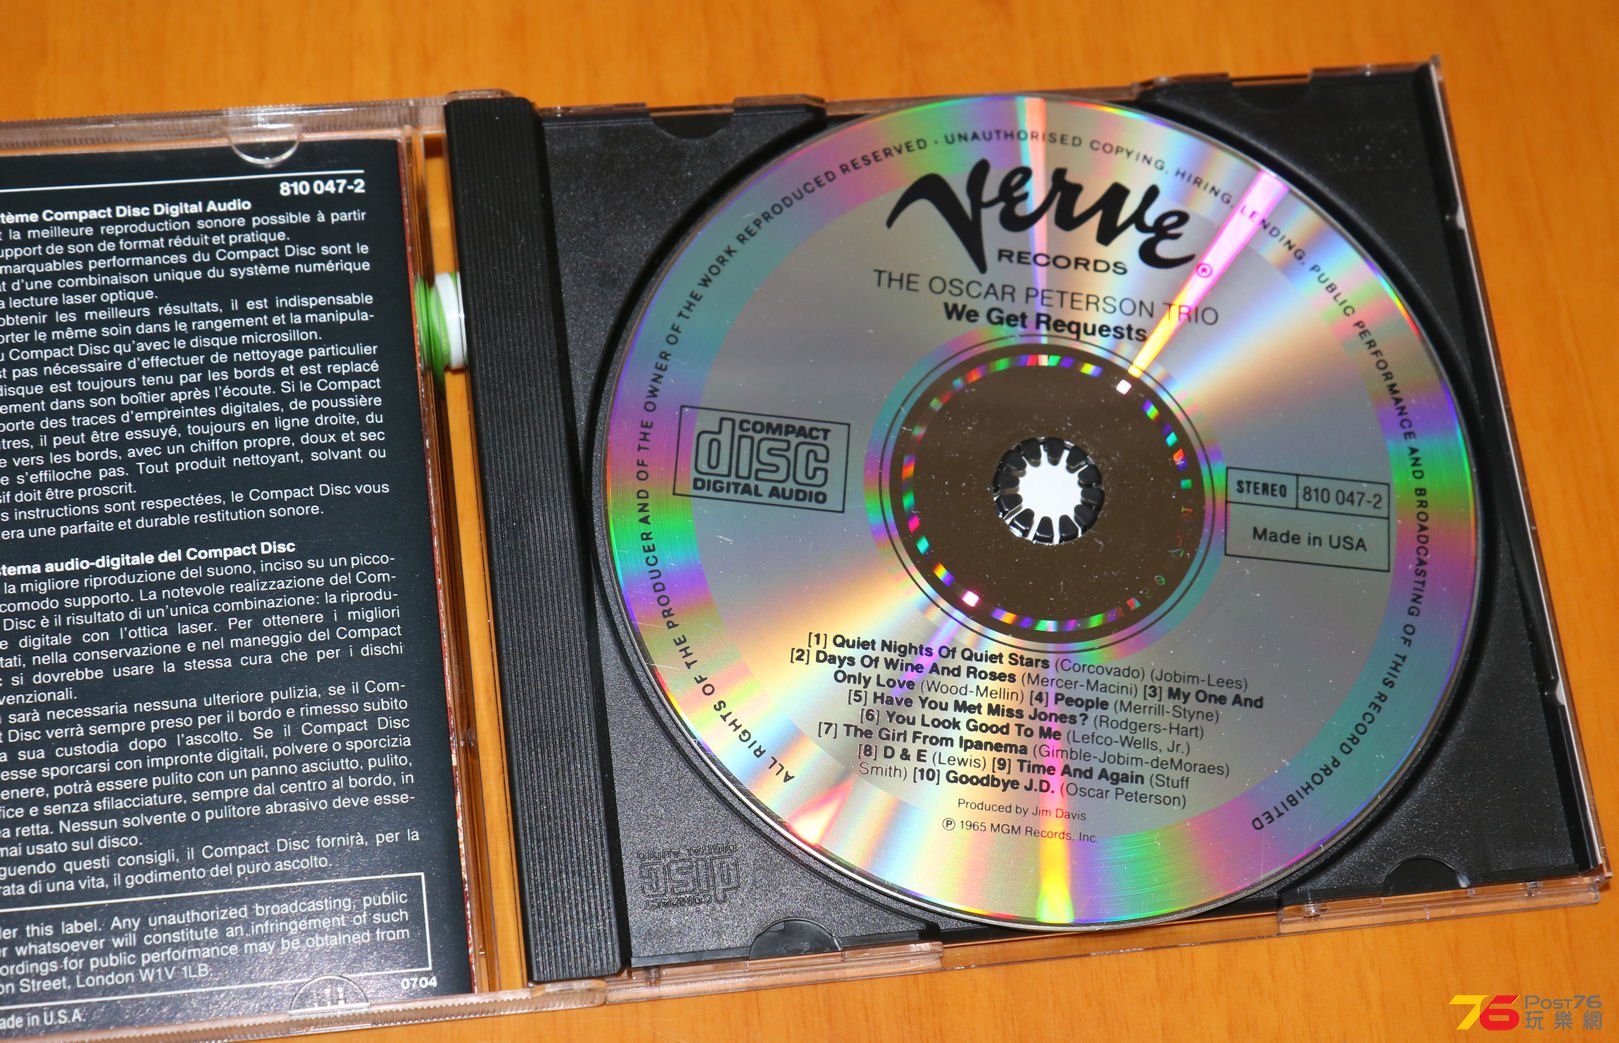 810 047-2
tème Compact Disc Digital Audio
t la meilleure reproduction sonore possible à partir
upport de son de format réduit et pratique.
marquables performances du Compact Disc sont le
t d'une combinaison unique du système numérique
a lecture laser optique.
obtenir les meilleurs résultats, il est indispensable
orter le même soin dans le rangement et la manipula-
u Compact Disc qu'avec le disque microsillon.
st pas nécessaire d'effectuer de nettoyage particulier
disque est toujours tenu par les bords et est replacé
ement dans son boîtier après l'écoute. Si le Compact
porte des traces d'empreintes digitales, de poussière
utres, il peut être essuyé, toujours en ligne droite, du
e vers les bords, avec un chiffon propre, doux et sec
e s'effiloche pas. Tout produit nettoyant, solvant ou
sif doit être proscrit.
s instructions sont respectées, le Compact Disc vous
era une parfaite et durable restitution sonore.
stema audio-digitale del Compact Disc
la migliore riproduzione del suono, inciso su un picco-
comodo supporto. La notevole realizzazione del Com-
Disc è il risultato di un'unica combinazione: la riprodu-
e digitale con l'ottica laser. Per ottenere i migliori
tati, nella conservazione e nel maneggio del Compact
c si dovrebbe usare la stessa cura che per i dischi
venzionali.
sarà necessaria nessuna ulteriore pulizia, se il Com-
t Disc verrà sempre preso per il bordo e rimesso subito
a sua custodia dopo l'ascolto. Se il Compact Disc
esse sporcarsi con impronte digitali, polvere o sporcizia
enere, potrà essere pulito con un panno asciutto, pulito,
fice e senza sfilacciature, sempre dal centro al bordo, in
a retta. Nessun solvente o pulitore abrasivo deve esse-
mai usato sul disco.
guendo questi consigli, il Compact Disc fornirà, per la
rata di una vita, il godimento del puro ascolto.
er this label. Any unauthorized broadcasting, public
r whatsoever will constitute an infringement of such
ordings for public performance may be obtained from
on Street, London W1V 1LB.
0704
ade in U.S.A.
ALL RIGHTS OF THE PRODUCER AND OF THE OWNER OF THE WORK REPRODUCED RESERVED · UNAUTHORISED COPYING, HIRING, LENDING, PUBLIC PERFORMANCE AND BROADCASTING OF THIS RECORD PROHIBITED
Verve
RECORDS ®
THE OSCAR PETERSON TRIO
We Get Requests
COMPACT
disc
DIGITAL AUDIO
STEREO 810 047-2
Made in USA
[1] Quiet Nights Of Quiet Stars (Corcovado) (Jobim-Lees)
[2] Days Of Wine And Roses (Mercer-Macini) [3] My One And
Only Love (Wood-Mellin) [4] People (Merrill-Styne)
[5] Have You Met Miss Jones? (Rodgers-Hart)
[6] You Look Good To Me (Lefco-Wells, Jr.)
[7] The Girl From Ipanema (Gimble-Jobim-deMoraes)
[8] D & E (Lewis) [9] Time And Again (Stuff
Smith) [10] Goodbye J.D. (Oscar Peterson)
Produced by Jim Davis
℗ 1965 MGM Records, Inc.
COMPACT
disc
DIGITAL AUDIO
76 POST76
玩樂網